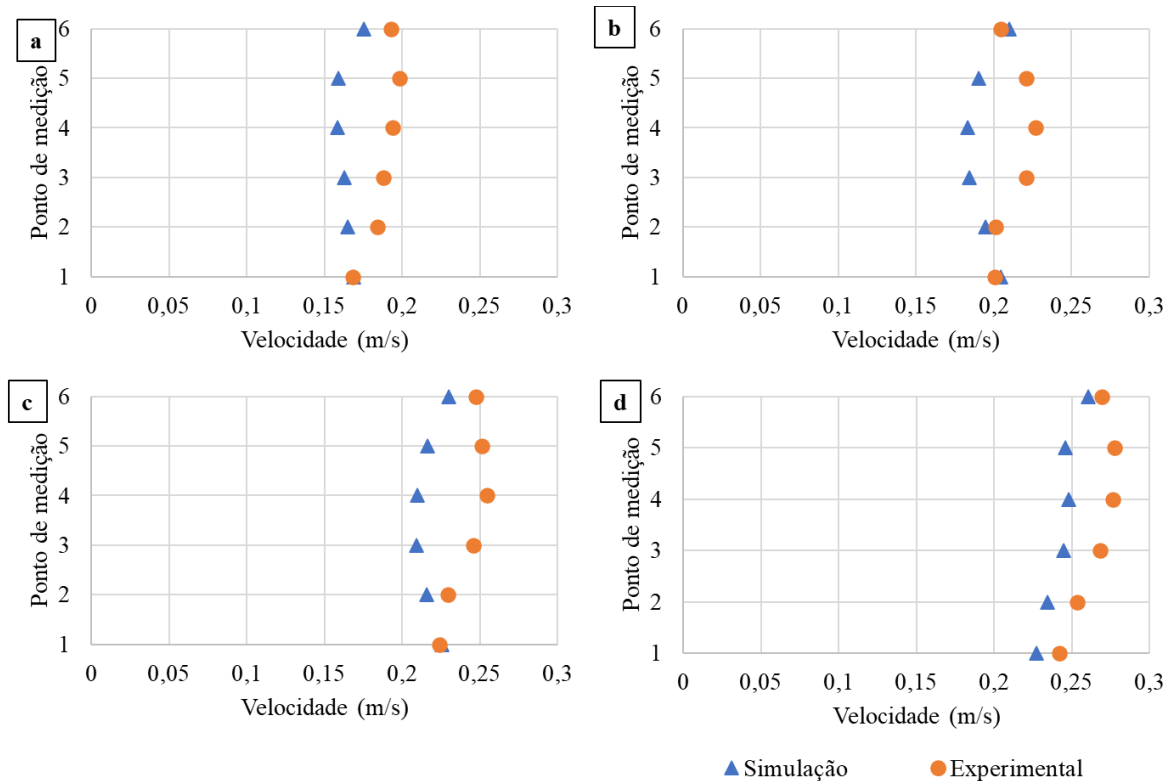 a
6
5
4
3
2
1
Ponto de medição
0 0,05 0,1 0,15 0,2 0,25 0,3
Velocidade (m/s)
b
6
5
4
3
2
1
Ponto de medição
0 0,05 0,1 0,15 0,2 0,25 0,3
Velocidade (m/s)
c
6
5
4
3
2
1
Ponto de medição
0 0,05 0,1 0,15 0,2 0,25 0,3
Velocidade (m/s)
d
6
5
4
3
2
1
Ponto de medição
0 0,05 0,1 0,15 0,2 0,25 0,3
Velocidade (m/s)
Simulação Experimental